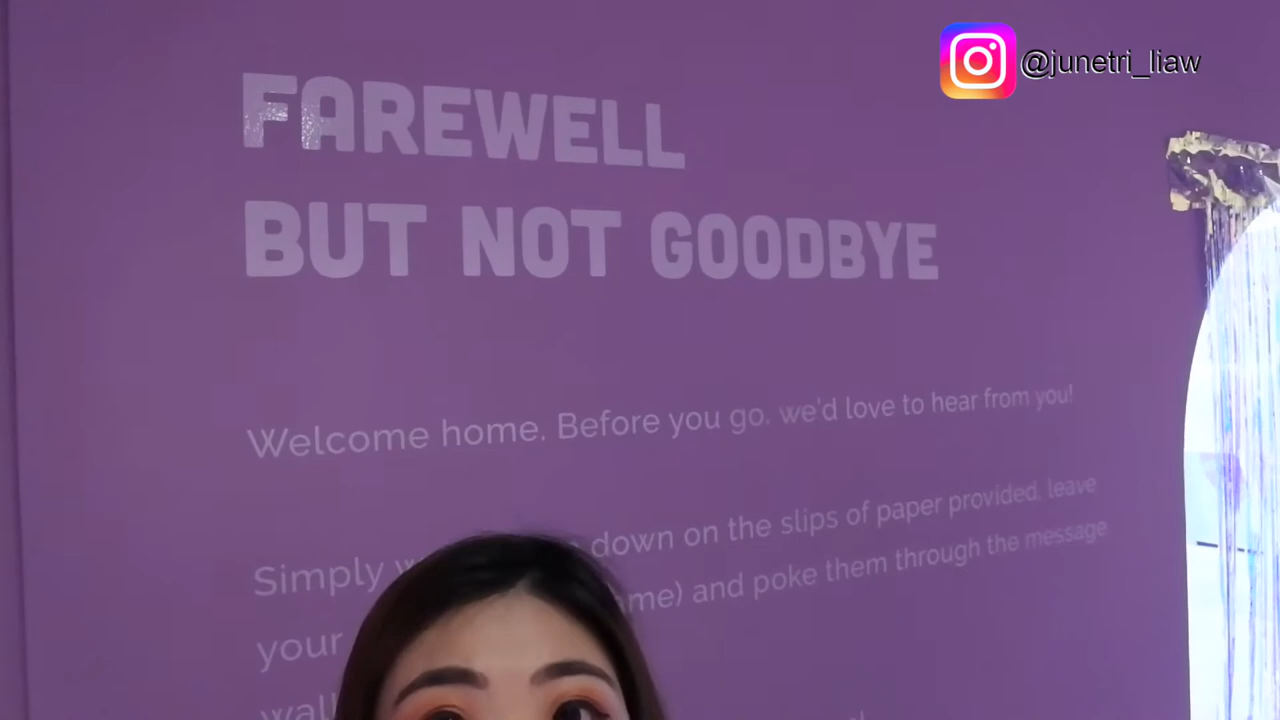 @junetri_liaw
FAREWELL
BUT NOT GOODBYE
Welcome home. Before you go, we'd love to hear from you!
Simply down on the slips of paper provided, leave
your and poke them through the message